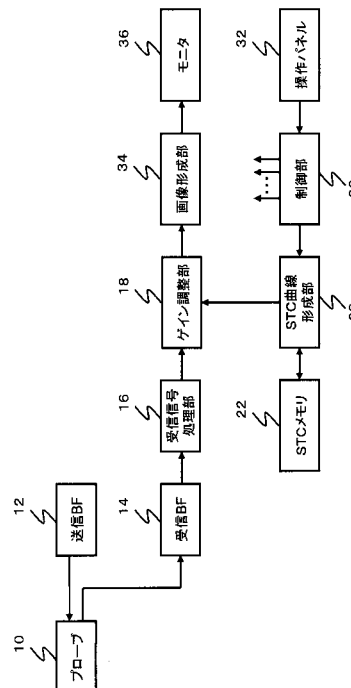 10
プローブ
12
送信BF
14
受信BF
16
受信信号
処理部
18
ゲイン調整部
34
画像形成部
36
モニタ
22
STCメモリ
STC曲線
形成部
制御部
32
操作パネル